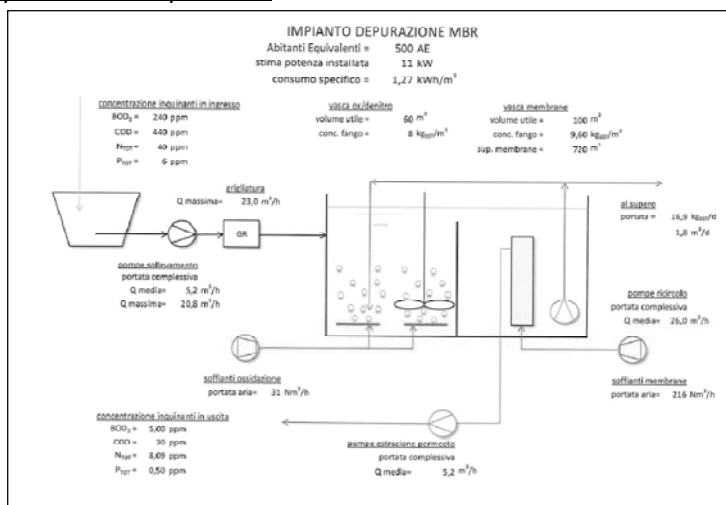 IMPIANTO DEPURAZIONE MBR
Abitanti Equivalenti = 500 AE
stima potenza installata 11 kW
consumo specifico = 1,27 kWh/m³
concentrazione inquinanti in ingresso
BOD₅ = 240 ppm
COD = 440 ppm
N_TOT = 40 ppm
P_TOT = 6 ppm
vasca ox/denitro
volume utile = 60 m³
conc. fango = 8 kg_SST/m³
vasca membrane
volume utile = 100 m³
conc. fango = 9,60 kg_SST/m³
sup. membrane = 720 m²
grigliatura
Q massima= 23,0 m³/h
GR
al supero
portata = 16,9 kg_SST/d
1,8 m³/d
pompe sollevamento
portata complessiva
Q media= 5,2 m³/h
Q massima= 20,8 m³/h
pompe ricircolo
portata complessiva
Q media= 26,0 m³/h
soffianti ossidazione
portata aria= 31 Nm³/h
soffianti membrane
portata aria= 216 Nm³/h
concentrazione inquinanti in uscita
BOD₅ = 5,00 ppm
COD = 30 ppm
N_TOT = 8,09 ppm
P_TOT = 0,50 ppm
pompe estrazione permeato
portata complessiva
Q media= 5,2 m³/h